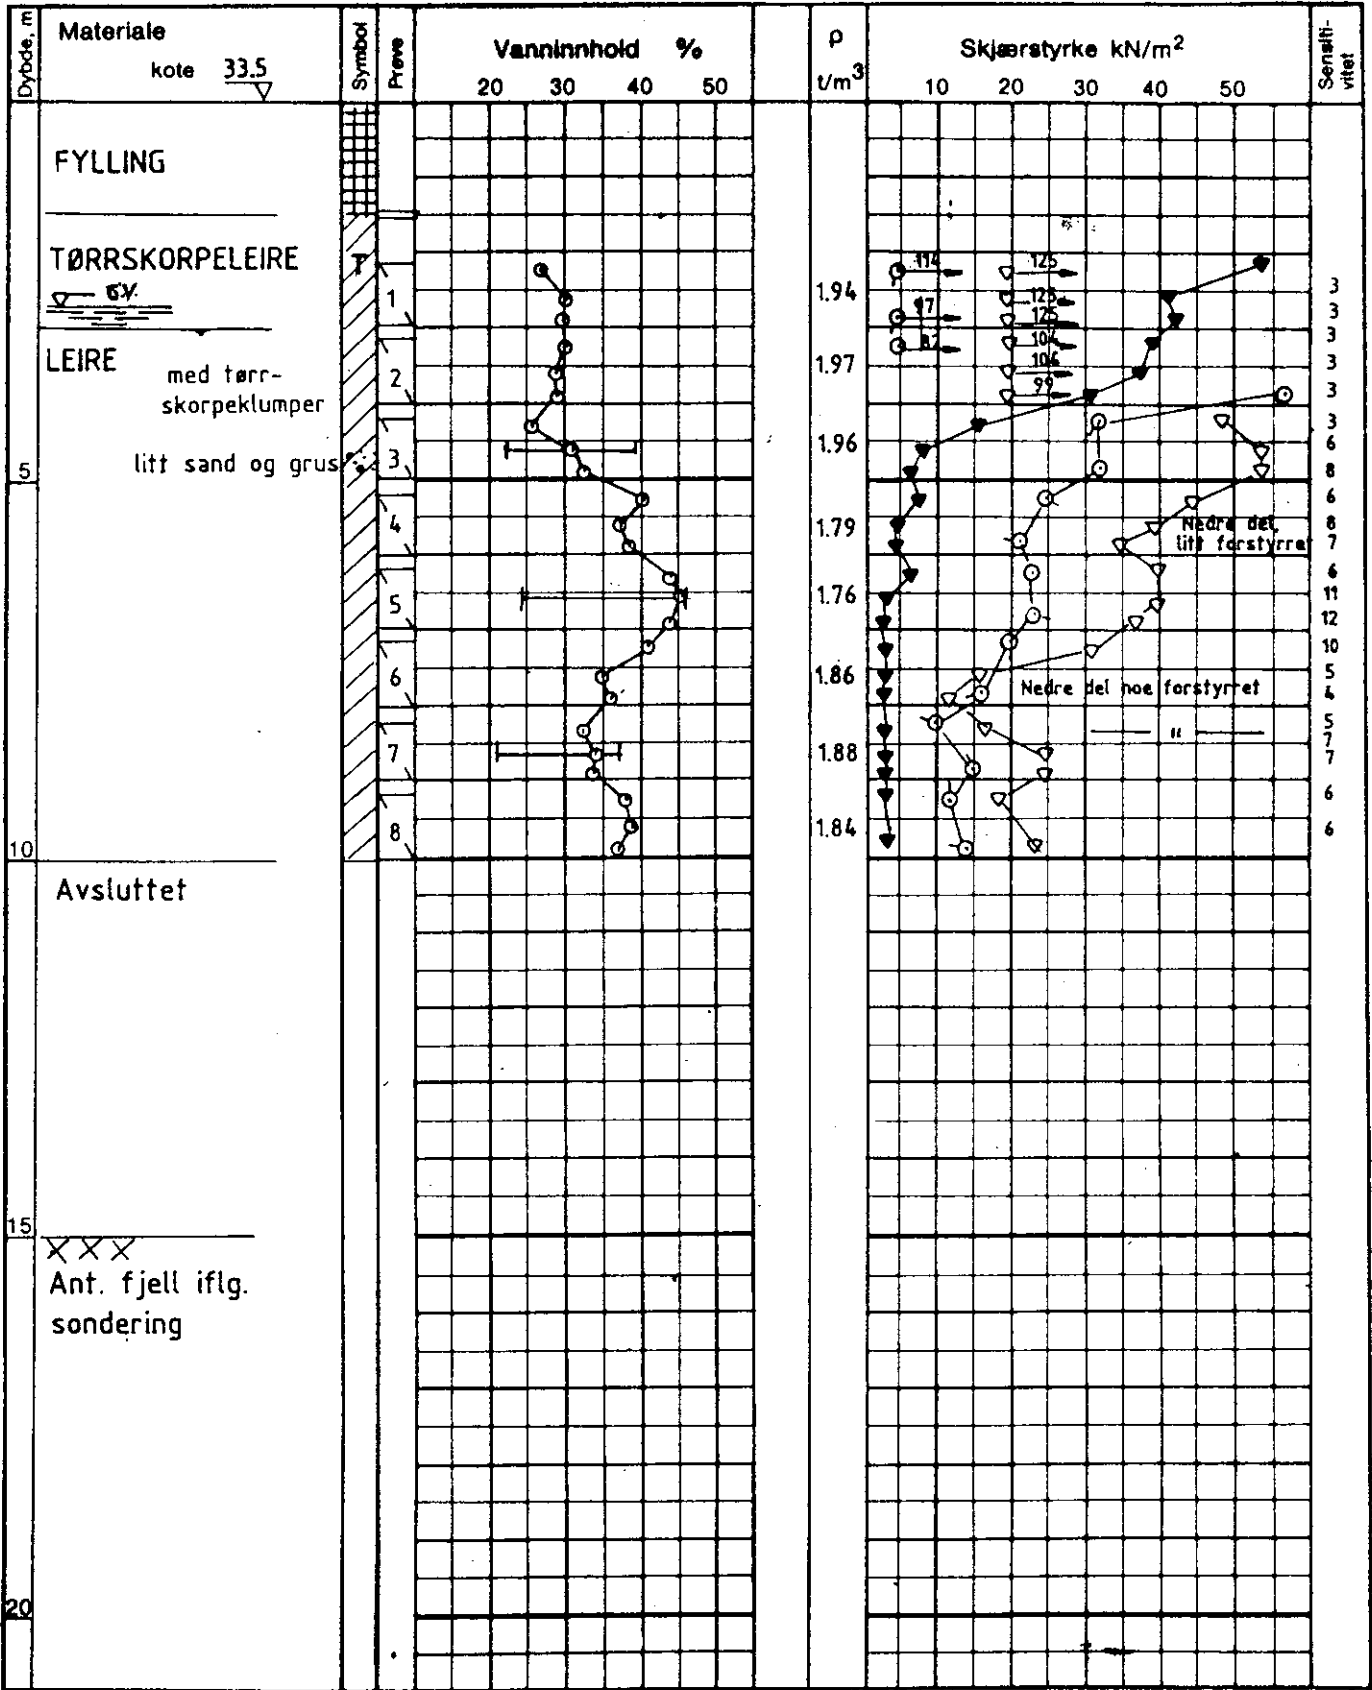 Dybde, m
Materiale
kote 33.5
Symbol
Prøve
Vanninnhold %
20 30 40 50
ρ
t/m³
Skjærstyrke kN/m²
10 20 30 40 50
Sensiti-
vitet
FYLLING
TØRRSKORPELEIRE
T
G.V.
LEIRE
med tørr-
skorpeklumper
litt sand og grus
5
10
Avsluttet
15
Ant. fjell iflg.
sondering
20
1
2
3
4
5
6
7
8
1.94
1.97
1.96
1.79
1.76
1.86
1.88
1.84
114 125
125
125
82 104
104
99
Nedre del
litt forstyrret
Nedre del noe forstyrret
— " —
3
3
3
3
3
3
6
8
6
8
7
6
11
12
10
5
4
5
7
7
6
6